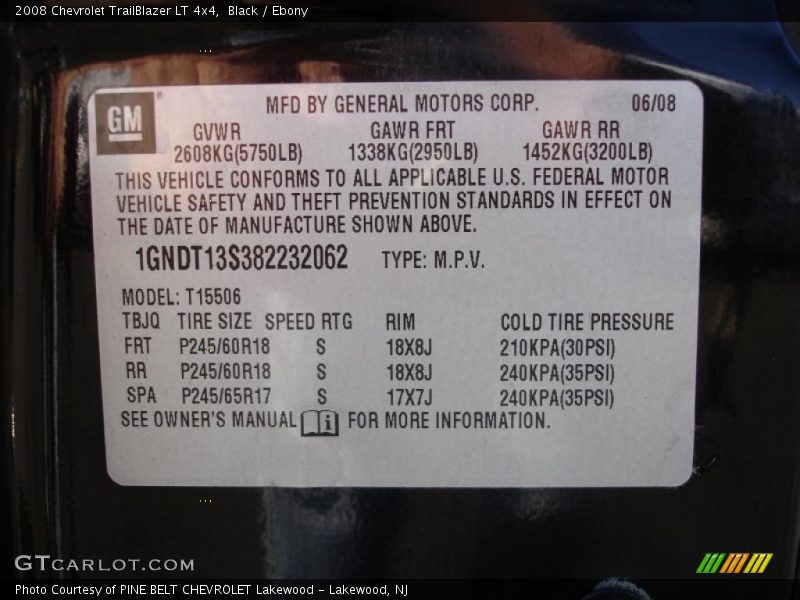 2008 Chevrolet TrailBlazer LT 4x4, Black / Ebony
GM®
MFD BY GENERAL MOTORS CORP. 06/08
GVWR GAWR FRT GAWR RR
2608KG(5750LB) 1338KG(2950LB) 1452KG(3200LB)
THIS VEHICLE CONFORMS TO ALL APPLICABLE U.S. FEDERAL MOTOR
VEHICLE SAFETY AND THEFT PREVENTION STANDARDS IN EFFECT ON
THE DATE OF MANUFACTURE SHOWN ABOVE.
1GNDT13S382232062 TYPE: M.P.V.
MODEL: T15506
TBJQ TIRE SIZE SPEED RTG RIM COLD TIRE PRESSURE
FRT P245/60R18 S 18X8J 210KPA(30PSI)
RR P245/60R18 S 18X8J 240KPA(35PSI)
SPA P245/65R17 S 17X7J 240KPA(35PSI)
SEE OWNER'S MANUAL i FOR MORE INFORMATION.
GTCARLOT.COM
Photo Courtesy of PINE BELT CHEVROLET Lakewood - Lakewood, NJ